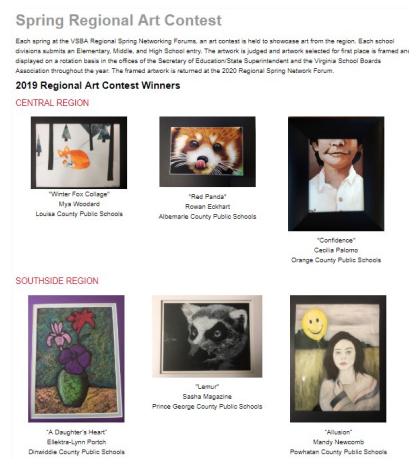 Spring Regional Art Contest
Each spring at the VSBA Regional Spring Networking Forums, an art contest is held to showcase art from the region. Each school
divisions submits an Elementary, Middle, and High School entry. The artwork is judged and artwork selected for first place is framed and
displayed on a rotation basis in the offices of the Secretary of Education/State Superintendent and the Virginia School Boards
Association throughout the year. The framed artwork is returned at the 2020 Regional Spring Network Forum.
2019 Regional Art Contest Winners
CENTRAL REGION
"Winter Fox Collage"
Mya Woodard
Louisa County Public Schools
"Red Panda"
Rowan Eckhart
Albemarle County Public Schools
"Confidence"
Cecilia Palomo
Orange County Public Schools
SOUTHSIDE REGION
"A Daughter's Heart"
Ellektra-Lynn Portch
Dinwiddie County Public Schools
"Lemur"
Sasha Magazine
Prince George County Public Schools
"Allusion"
Mandy Newcomb
Powhatan County Public Schools